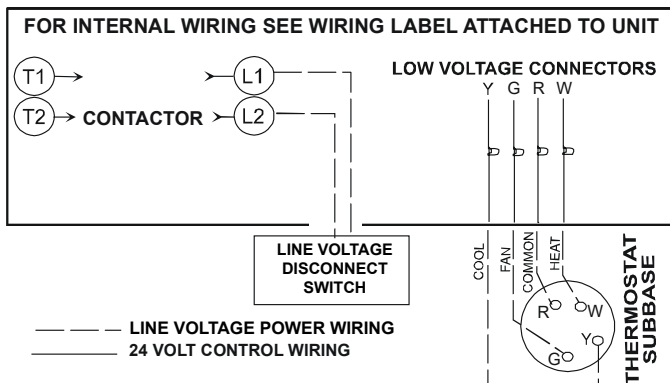 FOR INTERNAL WIRING SEE WIRING LABEL ATTACHED TO UNIT
T1
L1
T2
CONTACTOR
L2
LOW VOLTAGE CONNECTORS
Y G R W
LINE VOLTAGE
DISCONNECT
SWITCH
COOL
FAN
COMMON
HEAT
R
W
Y
G
THERMOSTAT
SUBBASE
LINE VOLTAGE POWER WIRING
24 VOLT CONTROL WIRING